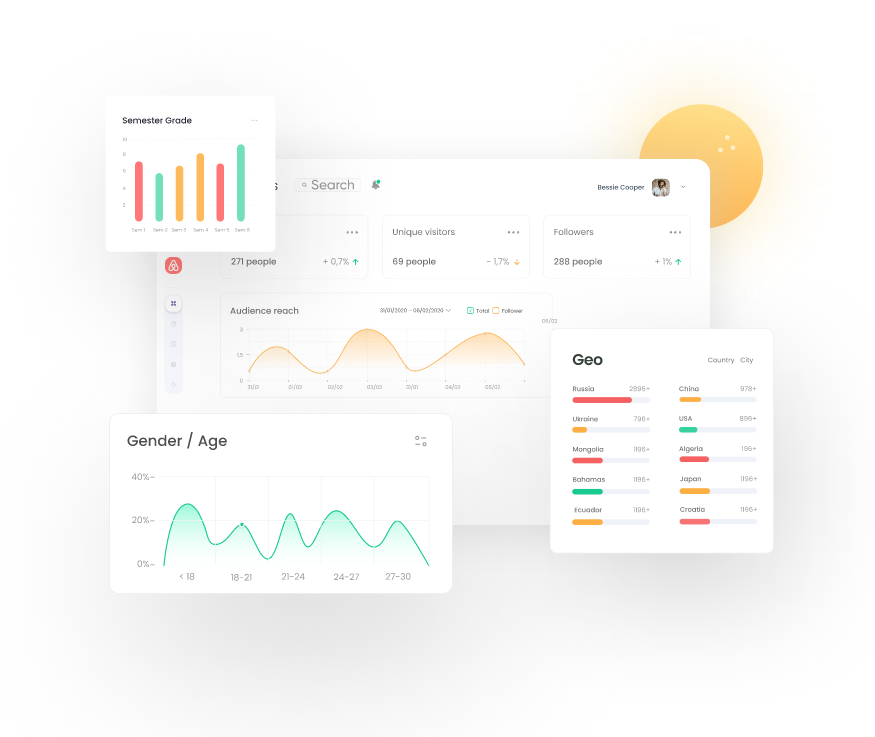 Semester Grade
10
8
6
4
2
Sem 1 Sem 2 Sem 3 Sem 4 Sem 5 Sem 6
s
Search
Bessie Cooper
271 people + 0,7%
Unique visitors
69 people - 1,7%
Followers
288 people + 1%
Audience reach
31/01/2020 - 06/02/2020
Total Follower
06/02
3
1,5
0
31/01 01/02 02/02 03/02 31/01 04/03 05/02
Geo
Country City
Russia 2896+
China 978+
Ukraine 796+
USA 896+
Mongolia 1196+
Algeria 196+
Bahamas 1196+
Japan 1196+
Ecuador 1196+
Croatia 1196+
Gender / Age
40%-
20%-
0%-
< 18 18-21 21-24 24-27 27-30